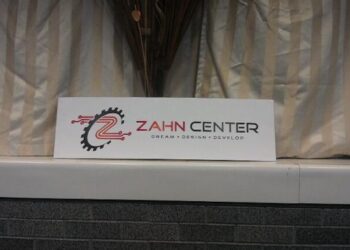 ZAHN CENTER
DREAM • DESIGN • DEVELOP